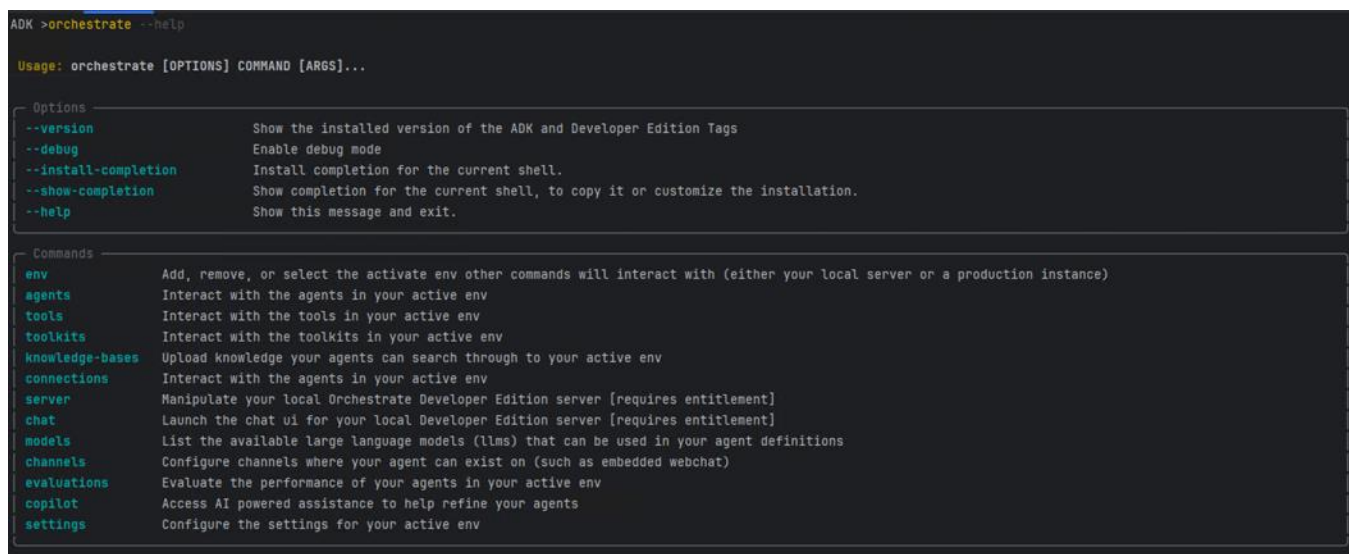 ADK >orchestrate --help
Usage: orchestrate [OPTIONS] COMMAND [ARGS]...
Options
--version Show the installed version of the ADK and Developer Edition Tags
--debug Enable debug mode
--install-completion Install completion for the current shell.
--show-completion Show completion for the current shell, to copy it or customize the installation.
--help Show this message and exit.
Commands
env Add, remove, or select the activate env other commands will interact with (either your local server or a production instance)
agents Interact with the agents in your active env
tools Interact with the tools in your active env
toolkits Interact with the toolkits in your active env
knowledge-bases Upload knowledge your agents can search through to your active env
connections Interact with the agents in your active env
server Manipulate your local Orchestrate Developer Edition server [requires entitlement]
chat Launch the chat ui for your local Developer Edition server [requires entitlement]
models List the available large language models (llms) that can be used in your agent definitions
channels Configure channels where your agent can exist on (such as embedded webchat)
evaluations Evaluate the performance of your agents in your active env
copilot Access AI powered assistance to help refine your agents
settings Configure the settings for your active env